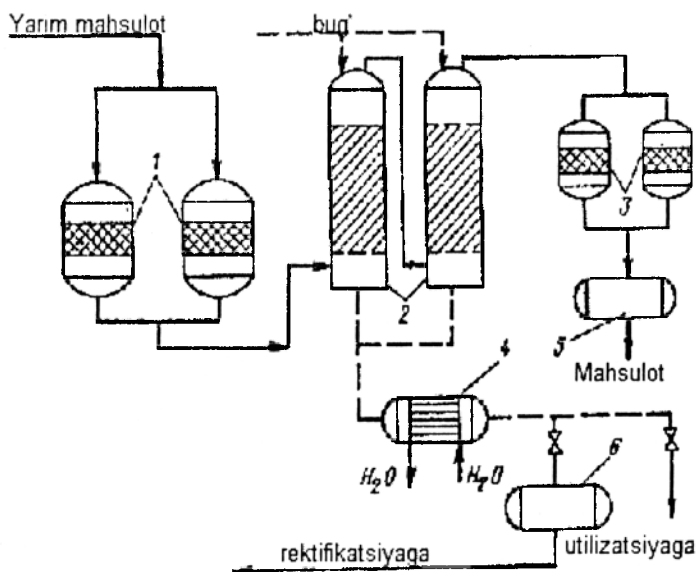 Yarim mahsulot
bug'
1
2
3
5
Mahsulot
4
H₂O
H₂O
6
rektifikatsiyaga
utilizatsiyaga